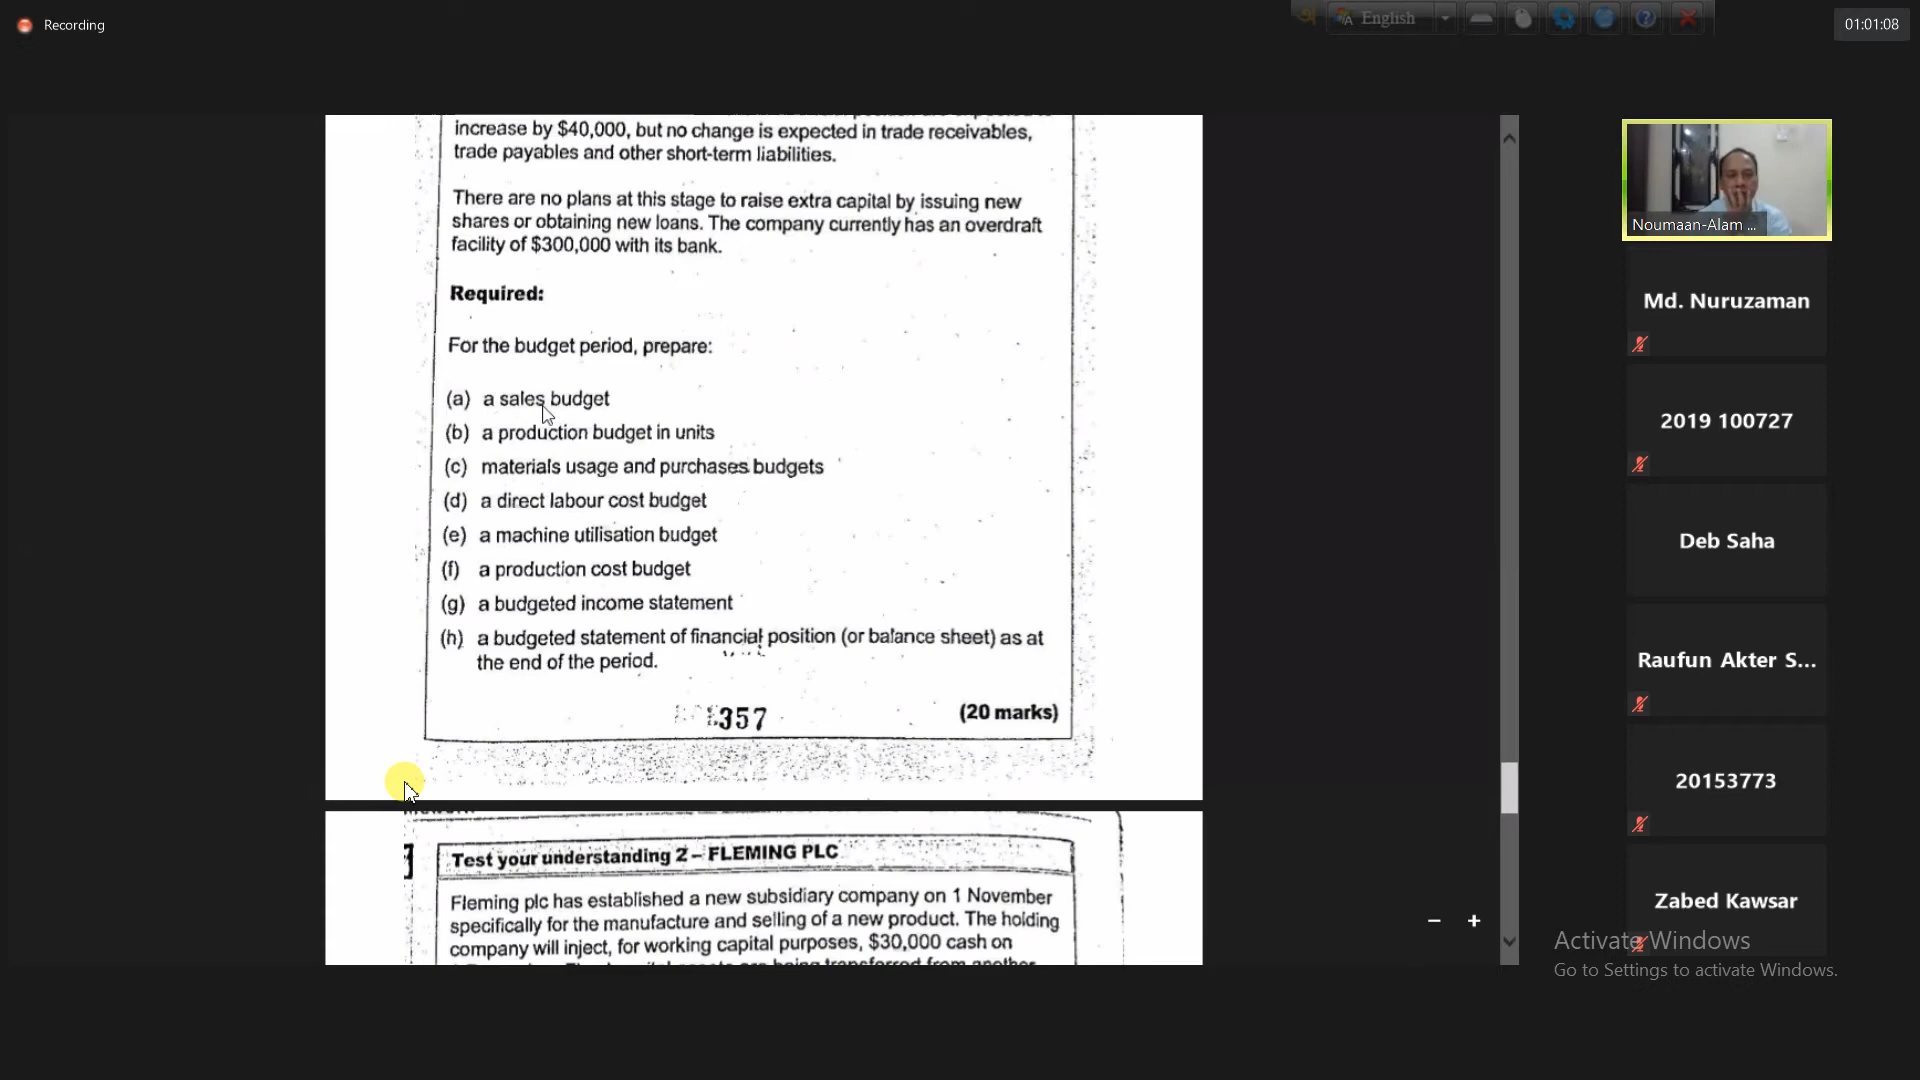 Recording
English
01:01:08
increase by $40,000, but no change is expected in trade receivables,
trade payables and other short-term liabilities.
There are no plans at this stage to raise extra capital by issuing new
shares or obtaining new loans. The company currently has an overdraft
facility of $300,000 with its bank.
Required:
For the budget period, prepare:
(a) a sales budget
(b) a production budget in units
(c) materials usage and purchases budgets
(d) a direct labour cost budget
(e) a machine utilisation budget
(f) a production cost budget
(g) a budgeted income statement
(h) a budgeted statement of financial position (or balance sheet) as at
the end of the period.
357
(20 marks)
Test your understanding 2 – FLEMING PLC
Fleming plc has established a new subsidiary company on 1 November
specifically for the manufacture and selling of a new product. The holding
company will inject, for working capital purposes, $30,000 cash on
Noumaan-Alam ...
Md. Nuruzaman
2019 100727
Deb Saha
Raufun Akter S...
20153773
Zabed Kawsar
Activate Windows
Go to Settings to activate Windows.